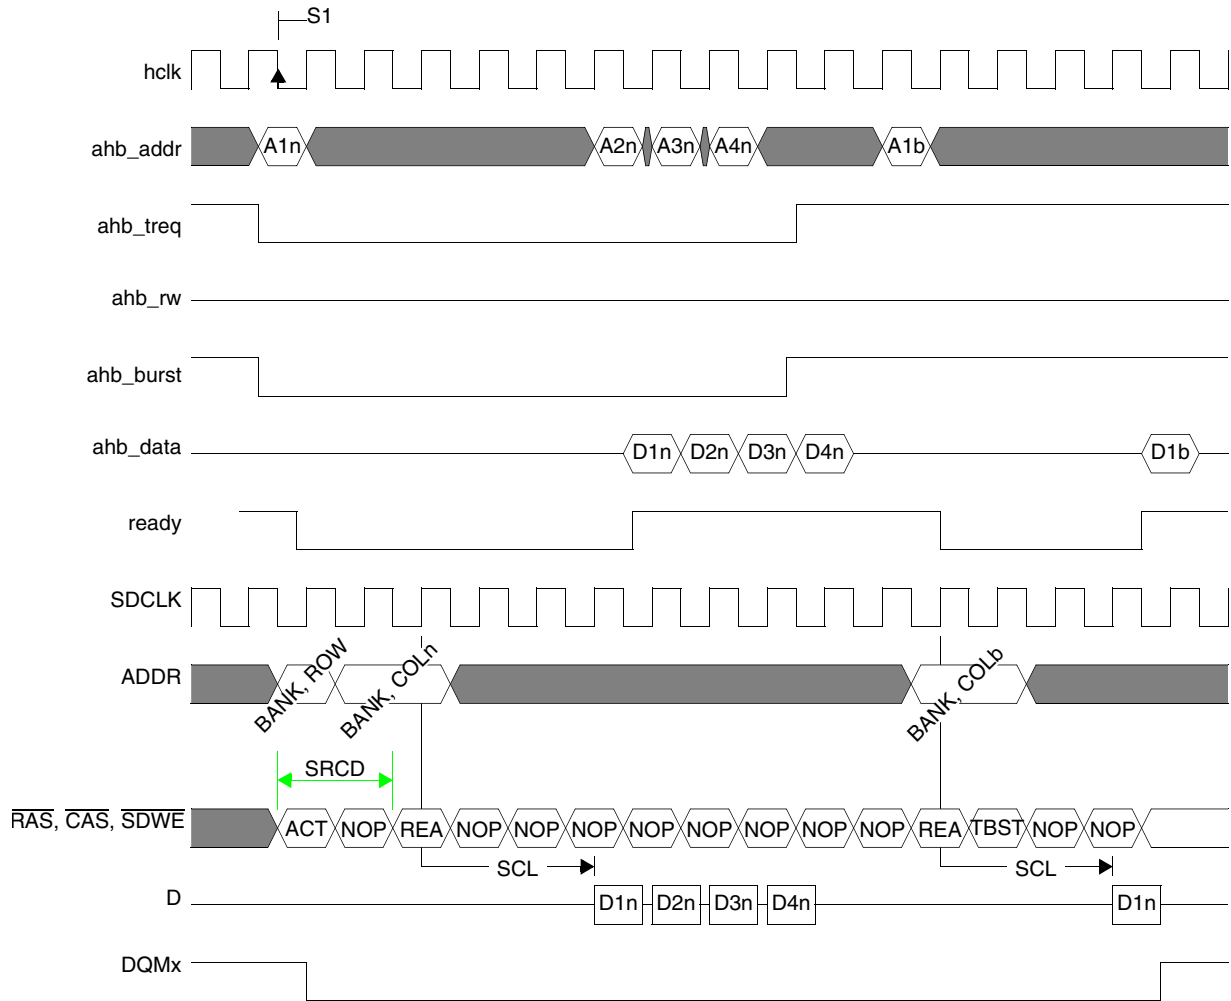 S1
hclk
ahb_addr A1n A2n A3n A4n A1b
ahb_treq
ahb_rw
ahb_burst
ahb_data D1n D2n D3n D4n D1b
ready
SDCLK
ADDR BANK, ROW BANK, COLn BANK, COLb
SRCD
RAS, CAS, SDWE ACT NOP REA NOP NOP NOP NOP NOP NOP NOP NOP REA TBST NOP NOP
SCL SCL
D D1n D2n D3n D4n D1n
DQMx